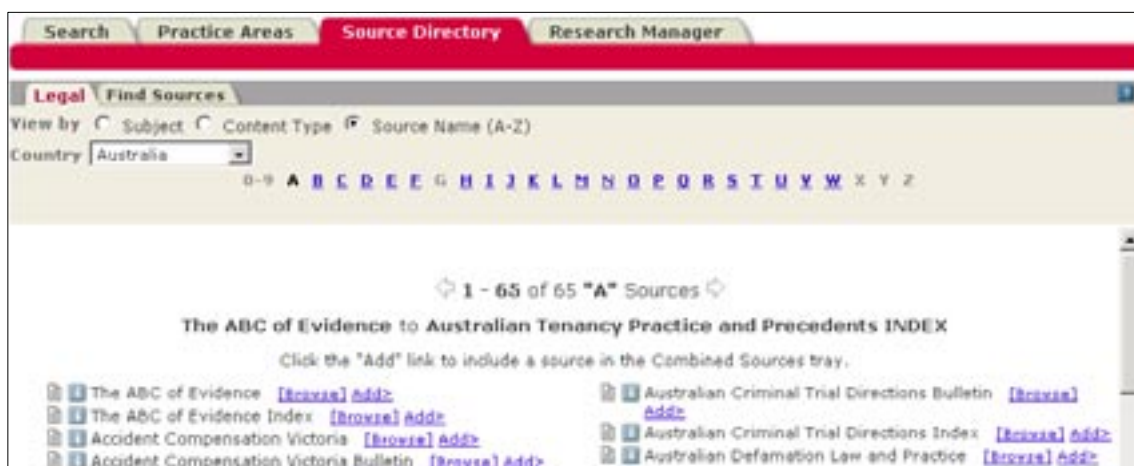 Search Practice Areas Source Directory Research Manager
Legal Find Sources
View by Subject Content Type Source Name (A-Z)
Country Australia
0-9 A B C D E F G H I J K L M N O P Q R S T U V W X Y Z
1 - 65 of 65 "A" Sources
The ABC of Evidence to Australian Tenancy Practice and Precedents INDEX
Click the "Add" link to include a source in the Combined Sources tray.
The ABC of Evidence [Browse] Add>
The ABC of Evidence Index [Browse] Add>
Accident Compensation Victoria [Browse] Add>
Accident Compensation Victoria Bulletin [Browse] Add>
Australian Criminal Trial Directions Bulletin [Browse]
Add>
Australian Criminal Trial Directions Index [Browse] Add>
Australian Defamation Law and Practice [Browse] Add>